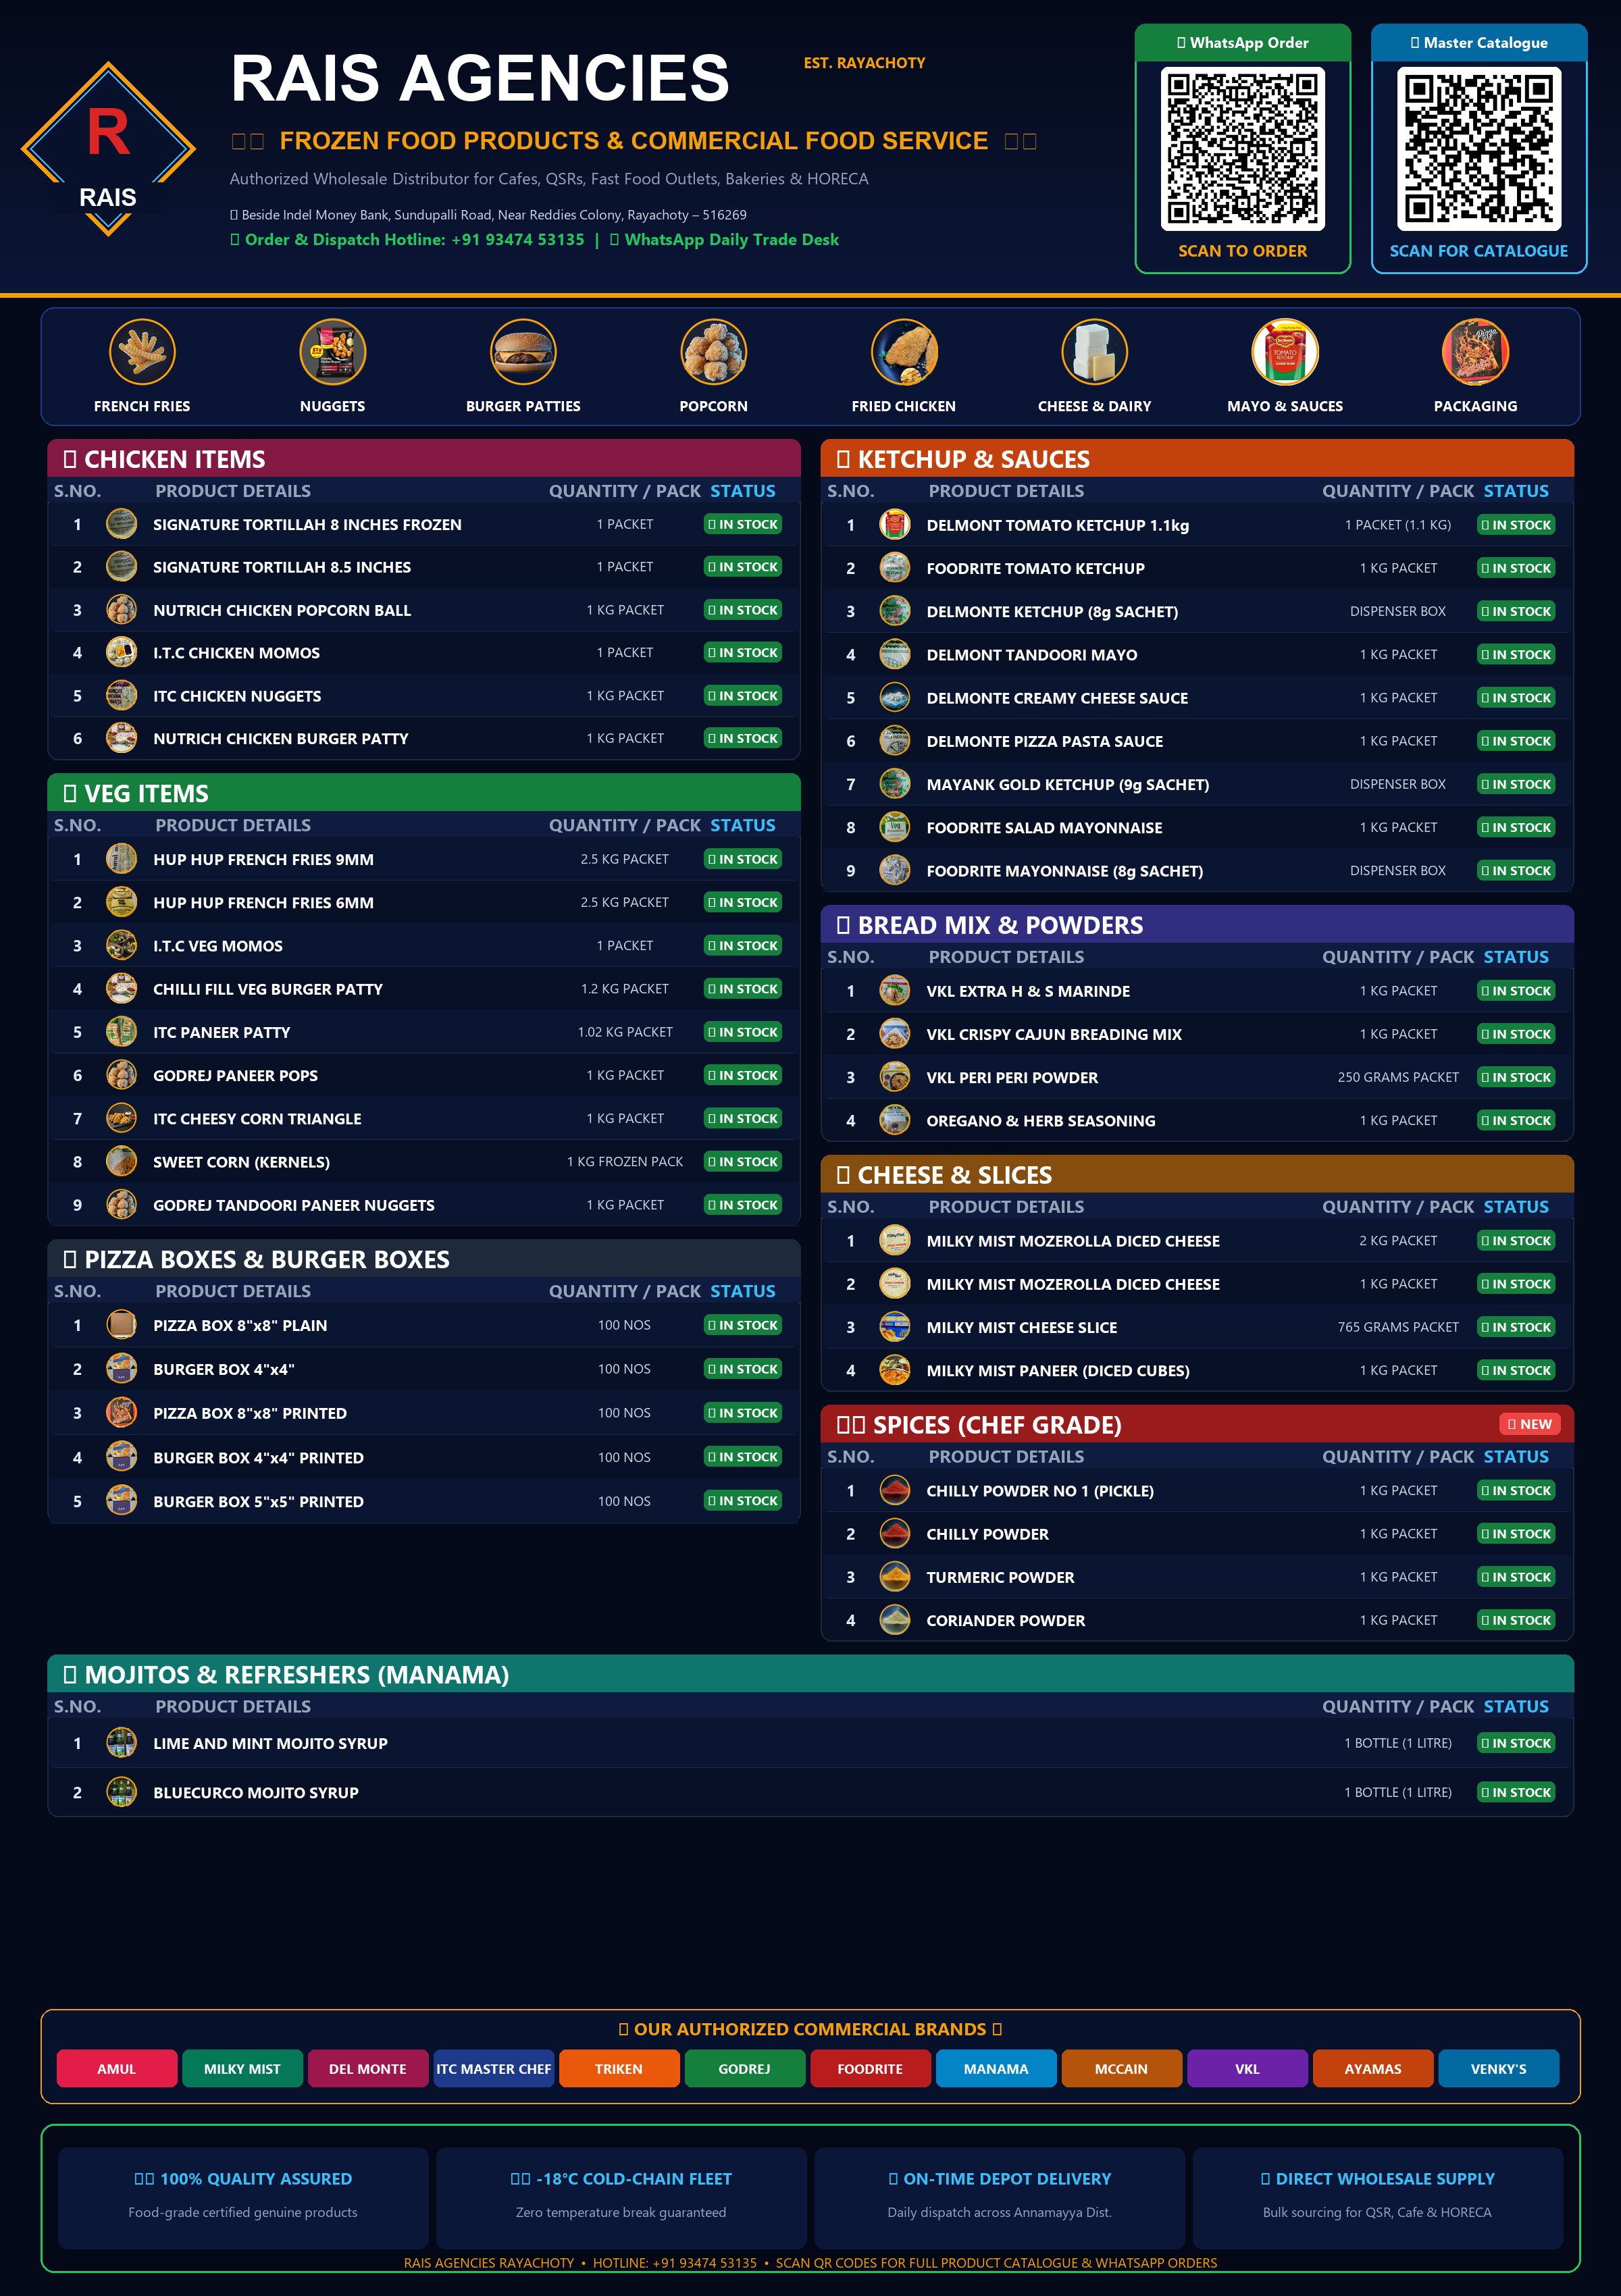 R
RAIS
RAIS AGENCIES
EST. RAYACHOTY
FROZEN FOOD PRODUCTS & COMMERCIAL FOOD SERVICE
Authorized Wholesale Distributor for Cafes, QSRs, Fast Food Outlets, Bakeries & HORECA
Beside Indel Money Bank, Sundupalli Road, Near Reddies Colony, Rayachoty – 516269
Order & Dispatch Hotline: +91 93474 53135 | WhatsApp Daily Trade Desk
WhatsApp Order
SCAN TO ORDER
Master Catalogue
SCAN FOR CATALOGUE
FRENCH FRIES
NUGGETS
BURGER PATTIES
POPCORN
FRIED CHICKEN
CHEESE & DAIRY
MAYO & SAUCES
PACKAGING
CHICKEN ITEMS
S.NO. PRODUCT DETAILS QUANTITY / PACK STATUS
1 SIGNATURE TORTILLAH 8 INCHES FROZEN 1 PACKET IN STOCK
2 SIGNATURE TORTILLAH 8.5 INCHES 1 PACKET IN STOCK
3 NUTRICH CHICKEN POPCORN BALL 1 KG PACKET IN STOCK
4 I.T.C CHICKEN MOMOS 1 PACKET IN STOCK
5 ITC CHICKEN NUGGETS 1 KG PACKET IN STOCK
6 NUTRICH CHICKEN BURGER PATTY 1 KG PACKET IN STOCK
VEG ITEMS
S.NO. PRODUCT DETAILS QUANTITY / PACK STATUS
1 HUP HUP FRENCH FRIES 9MM 2.5 KG PACKET IN STOCK
2 HUP HUP FRENCH FRIES 6MM 2.5 KG PACKET IN STOCK
3 I.T.C VEG MOMOS 1 PACKET IN STOCK
4 CHILLI FILL VEG BURGER PATTY 1.2 KG PACKET IN STOCK
5 ITC PANEER PATTY 1.02 KG PACKET IN STOCK
6 GODREJ PANEER POPS 1 KG PACKET IN STOCK
7 ITC CHEESY CORN TRIANGLE 1 KG PACKET IN STOCK
8 SWEET CORN (KERNELS) 1 KG FROZEN PACK IN STOCK
9 GODREJ TANDOORI PANEER NUGGETS 1 KG PACKET IN STOCK
PIZZA BOXES & BURGER BOXES
S.NO. PRODUCT DETAILS QUANTITY / PACK STATUS
1 PIZZA BOX 8"x8" PLAIN 100 NOS IN STOCK
2 BURGER BOX 4"x4" 100 NOS IN STOCK
3 PIZZA BOX 8"x8" PRINTED 100 NOS IN STOCK
4 BURGER BOX 4"x4" PRINTED 100 NOS IN STOCK
5 BURGER BOX 5"x5" PRINTED 100 NOS IN STOCK
KETCHUP & SAUCES
S.NO. PRODUCT DETAILS QUANTITY / PACK STATUS
1 DELMONT TOMATO KETCHUP 1.1kg 1 PACKET (1.1 KG) IN STOCK
2 FOODRITE TOMATO KETCHUP 1 KG PACKET IN STOCK
3 DELMONTE KETCHUP (8g SACHET) DISPENSER BOX IN STOCK
4 DELMONT TANDOORI MAYO 1 KG PACKET IN STOCK
5 DELMONTE CREAMY CHEESE SAUCE 1 KG PACKET IN STOCK
6 DELMONTE PIZZA PASTA SAUCE 1 KG PACKET IN STOCK
7 MAYANK GOLD KETCHUP (9g SACHET) DISPENSER BOX IN STOCK
8 FOODRITE SALAD MAYONNAISE 1 KG PACKET IN STOCK
9 FOODRITE MAYONNAISE (8g SACHET) DISPENSER BOX IN STOCK
BREAD MIX & POWDERS
S.NO. PRODUCT DETAILS QUANTITY / PACK STATUS
1 VKL EXTRA H & S MARINDE 1 KG PACKET IN STOCK
2 VKL CRISPY CAJUN BREADING MIX 1 KG PACKET IN STOCK
3 VKL PERI PERI POWDER 250 GRAMS PACKET IN STOCK
4 OREGANO & HERB SEASONING 1 KG PACKET IN STOCK
CHEESE & SLICES
S.NO. PRODUCT DETAILS QUANTITY / PACK STATUS
1 MILKY MIST MOZEROLLA DICED CHEESE 2 KG PACKET IN STOCK
2 MILKY MIST MOZEROLLA DICED CHEESE 1 KG PACKET IN STOCK
3 MILKY MIST CHEESE SLICE 765 GRAMS PACKET IN STOCK
4 MILKY MIST PANEER (DICED CUBES) 1 KG PACKET IN STOCK
SPICES (CHEF GRADE) NEW
S.NO. PRODUCT DETAILS QUANTITY / PACK STATUS
1 CHILLY POWDER NO 1 (PICKLE) 1 KG PACKET IN STOCK
2 CHILLY POWDER 1 KG PACKET IN STOCK
3 TURMERIC POWDER 1 KG PACKET IN STOCK
4 CORIANDER POWDER 1 KG PACKET IN STOCK
MOJITOS & REFRESHERS (MANAMA)
S.NO. PRODUCT DETAILS QUANTITY / PACK STATUS
1 LIME AND MINT MOJITO SYRUP 1 BOTTLE (1 LITRE) IN STOCK
2 BLUECURCO MOJITO SYRUP 1 BOTTLE (1 LITRE) IN STOCK
OUR AUTHORIZED COMMERCIAL BRANDS
AMUL MILKY MIST DEL MONTE ITC MASTER CHEF TRIKEN GODREJ FOODRITE MANAMA MCCAIN VKL AYAMAS VENKY'S
100% QUALITY ASSURED
Food-grade certified genuine products
-18°C COLD-CHAIN FLEET
Zero temperature break guaranteed
ON-TIME DEPOT DELIVERY
Daily dispatch across Annamayya Dist.
DIRECT WHOLESALE SUPPLY
Bulk sourcing for QSR, Cafe & HORECA
RAIS AGENCIES RAYACHOTY • HOTLINE: +91 93474 53135 • SCAN QR CODES FOR FULL PRODUCT CATALOGUE & WHATSAPP ORDERS